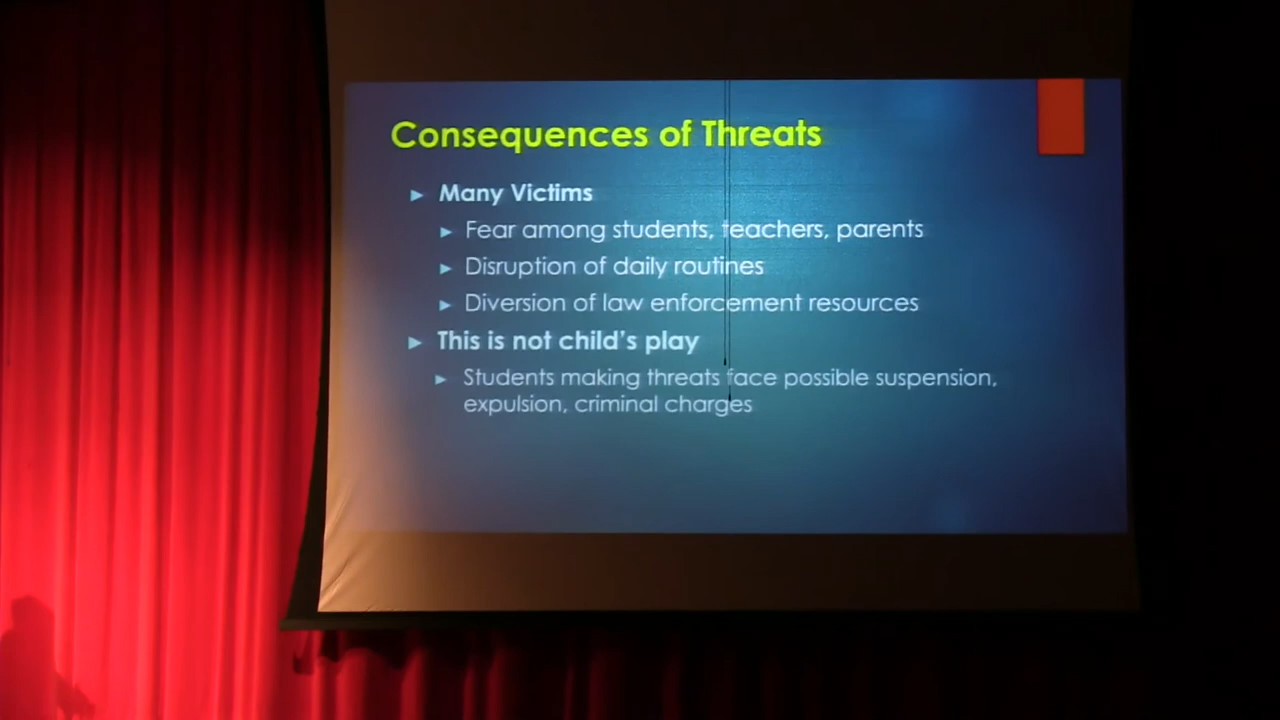 Consequences of Threats
Many Victims
Fear among students, teachers, parents
Disruption of daily routines
Diversion of law enforcement resources
This is not child's play
Students making threats face possible suspension,
expulsion, criminal charges